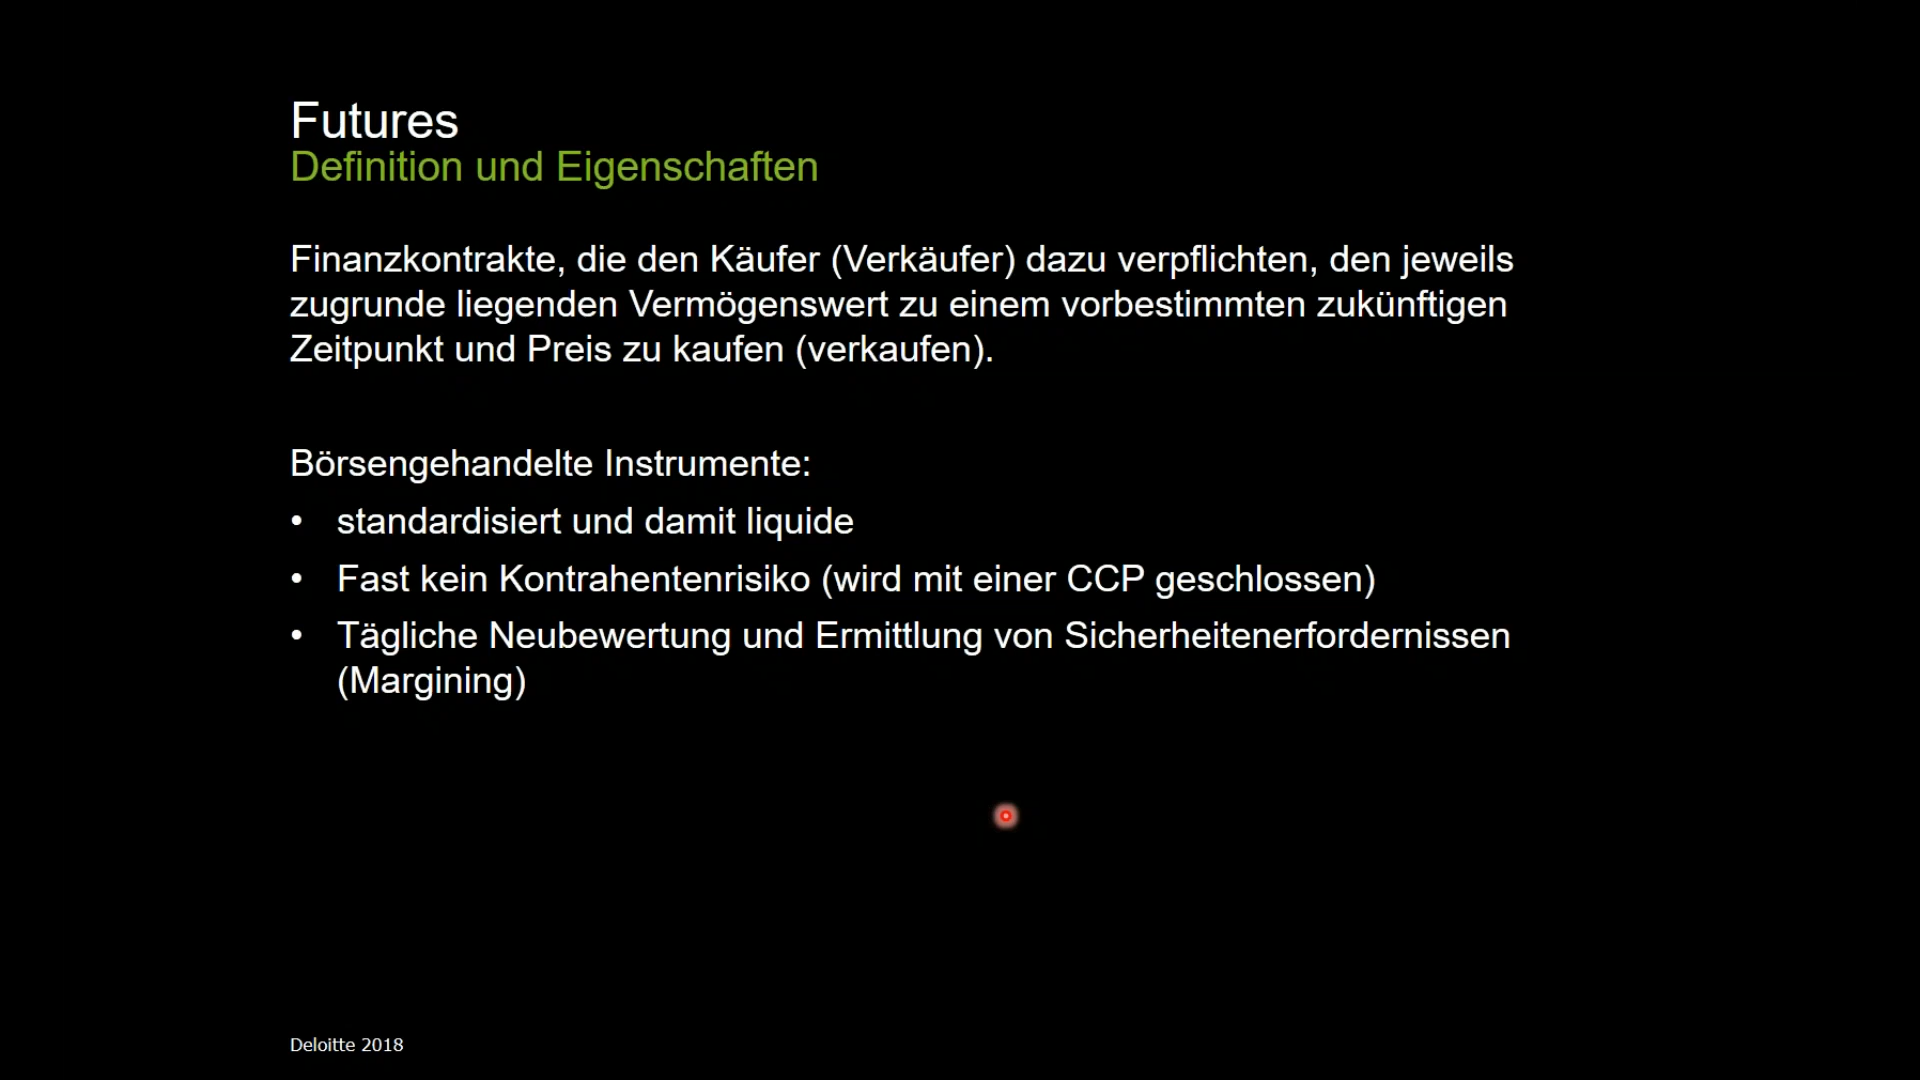 Futures
Definition und Eigenschaften
Finanzkontrakte, die den Käufer (Verkäufer) dazu verpflichten, den jeweils
zugrunde liegenden Vermögenswert zu einem vorbestimmten zukünftigen
Zeitpunkt und Preis zu kaufen (verkaufen).
Börsengehandelte Instrumente:
• standardisiert und damit liquide
• Fast kein Kontrahentenrisiko (wird mit einer CCP geschlossen)
• Tägliche Neubewertung und Ermittlung von Sicherheitenerfordernissen
(Margining)
Deloitte 2018